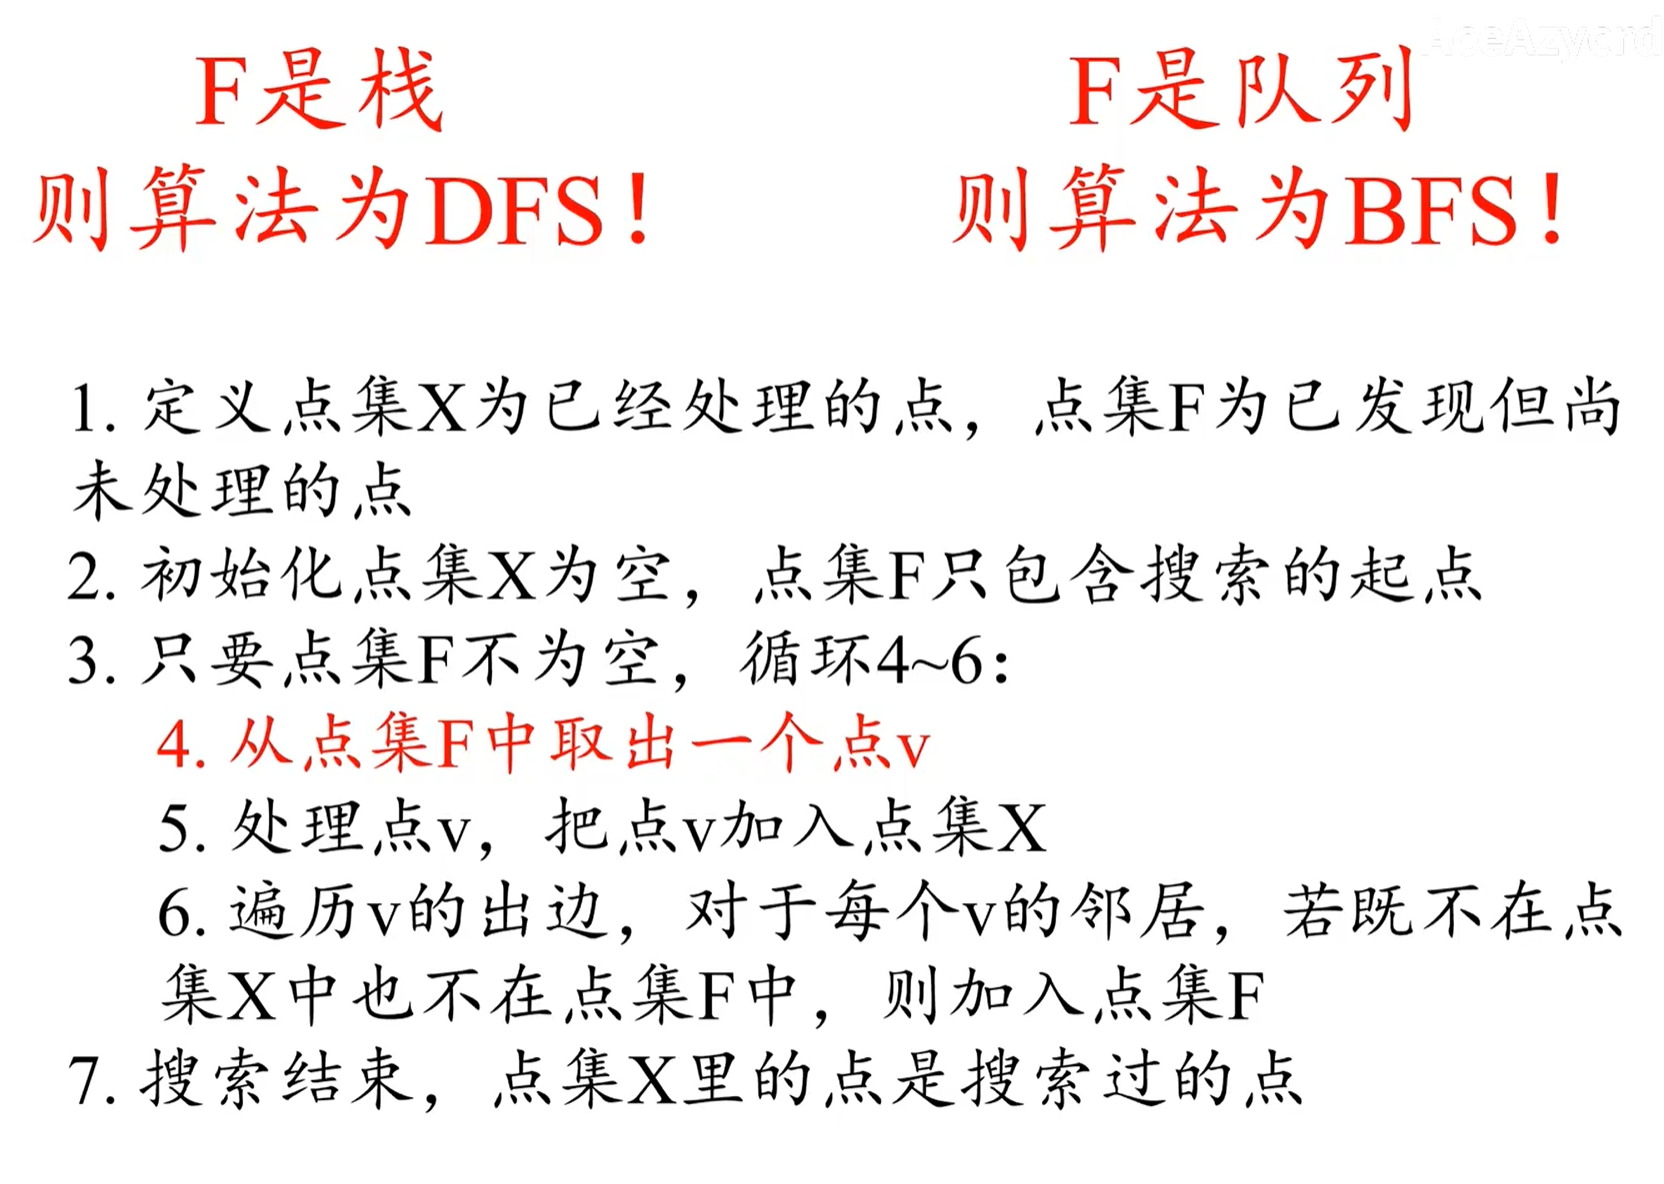 F是栈
则算法为DFS！
F是队列
则算法为BFS！
1. 定义点集X为已经处理的点，点集F为已发现但尚
未处理的点
2. 初始化点集X为空，点集F只包含搜索的起点
3. 只要点集F不为空，循环4~6：
4. 从点集F中取出一个点v
5. 处理点v，把点v加入点集X
6. 遍历v的出边，对于每个v的邻居，若既不在点
集X中也不在点集F中，则加入点集F
7. 搜索结束，点集X里的点是搜索过的点